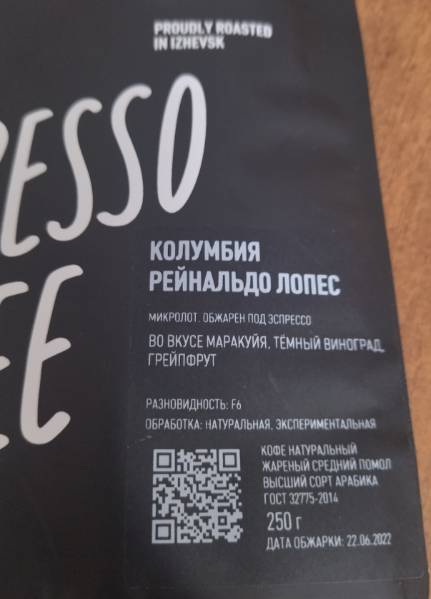 PROUDLY ROASTED
IN IZHEVSK
ESSO
EE
КОЛУМБИЯ
РЕЙНАЛЬДО ЛОПЕС
МИКРОЛОТ. ОБЖАРЕН ПОД ЭСПРЕССО
ВО ВКУСЕ МАРАКУЙЯ, ТЁМНЫЙ ВИНОГРАД,
ГРЕЙПФРУТ
РАЗНОВИДНОСТЬ: F6
ОБРАБОТКА: НАТУРАЛЬНАЯ, ЭКСПЕРИМЕНТАЛЬНАЯ
КОФЕ НАТУРАЛЬНЫЙ
ЖАРЕНЫЙ СРЕДНИЙ ПОМОЛ
ВЫСШИЙ СОРТ АРАБИКА
ГОСТ 32775-2014
250 г
ДАТА ОБЖАРКИ: 22.06.2022